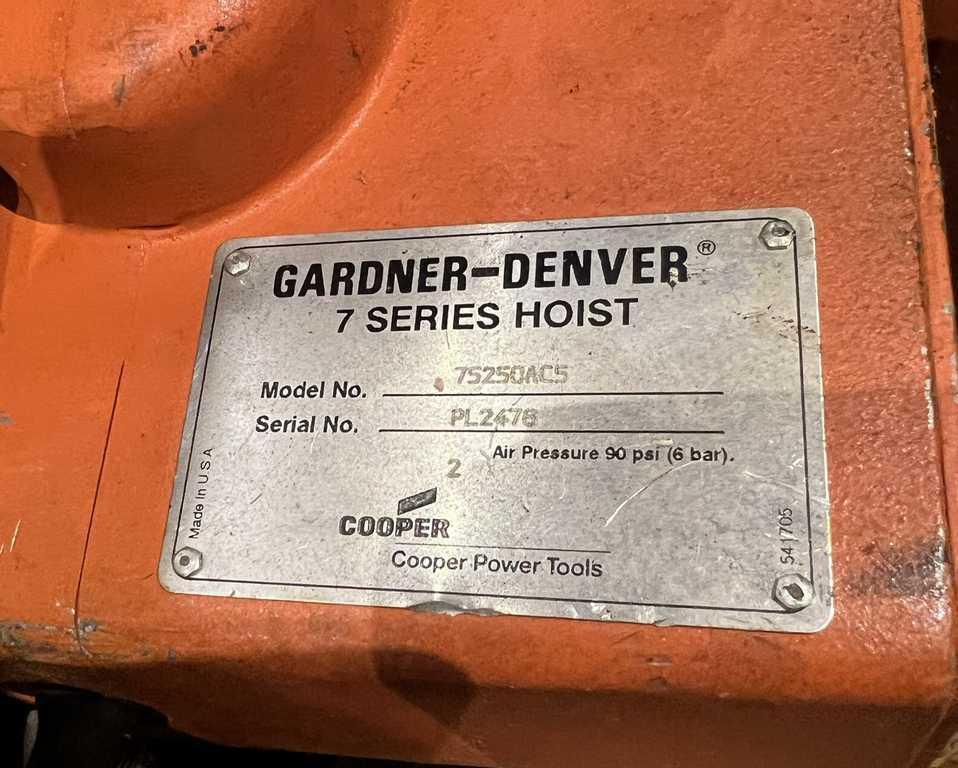 GARDNER-DENVER®
7 SERIES HOIST
Model No. 7S250AC5
Serial No. PL2478
Air Pressure 90 psi (6 bar).
2
Made In U S A
COOPER
Cooper Power Tools
541705